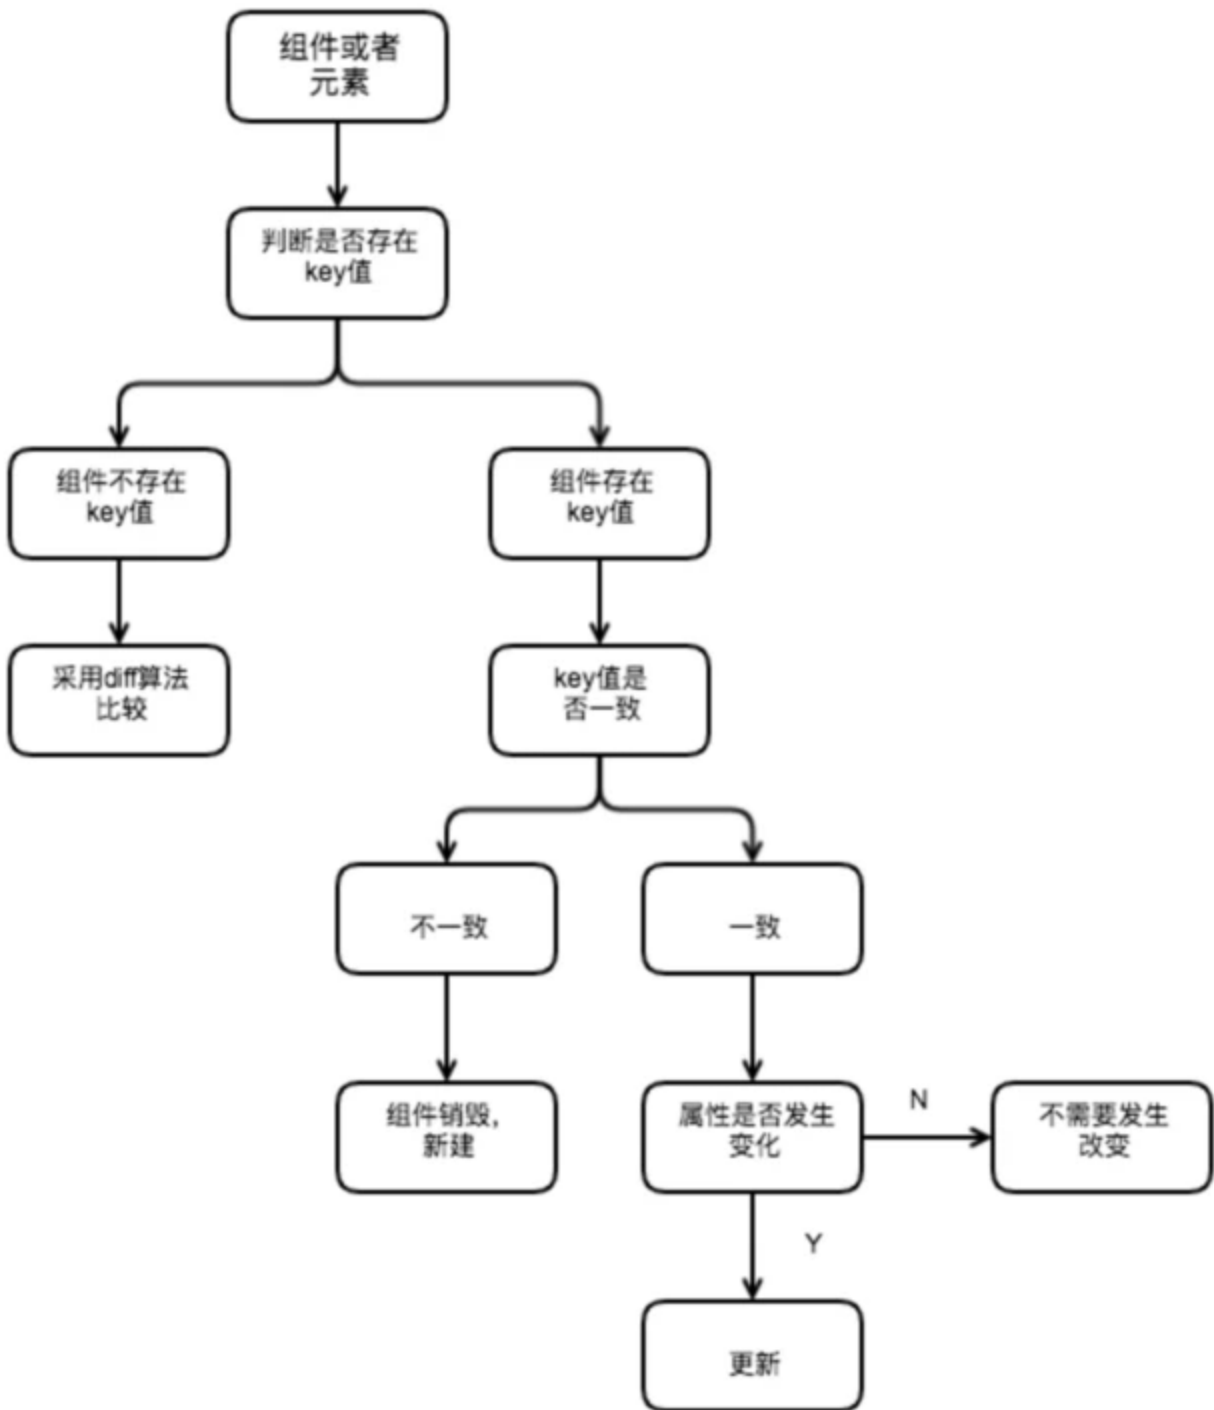 组件或者
元素
判断是否存在
key值
组件不存在
key值
组件存在
key值
采用diff算法
比较
key值是
否一致
不一致
一致
组件销毁，
新建
属性是否发生
变化
N
不需要发生
改变
Y
更新